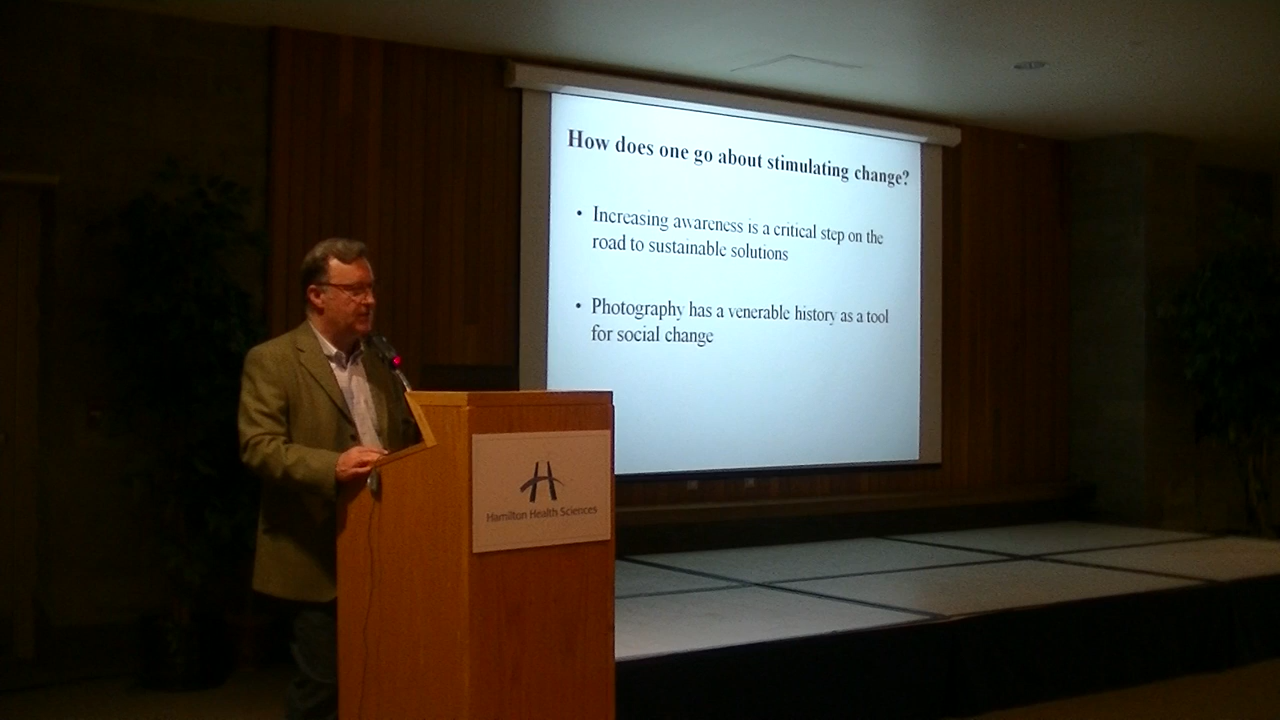 How does one go about stimulating change?
• Increasing awareness is a critical step on the
road to sustainable solutions
• Photography has a venerable history as a tool
for social change
Hamilton Health Sciences